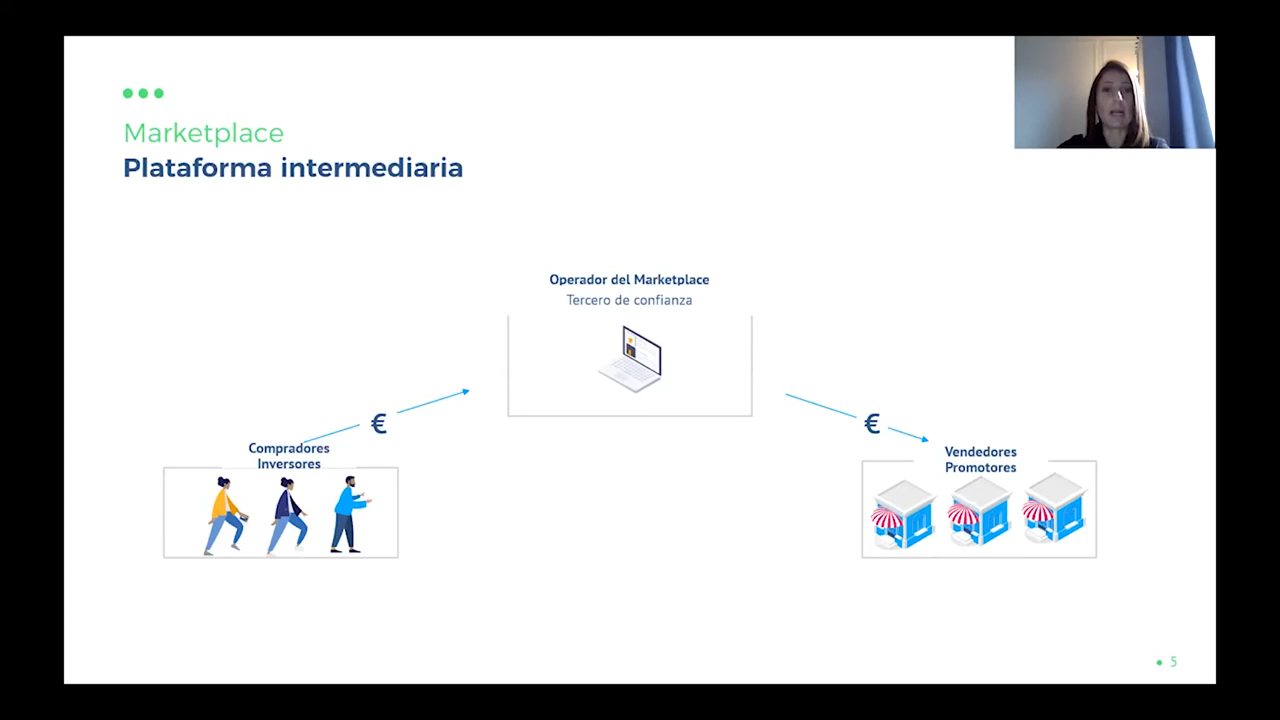 Marketplace
Plataforma intermediaria
Operador del Marketplace
Tercero de confianza
€
€
Compradores
Inversores
Vendedores
Promotores
5